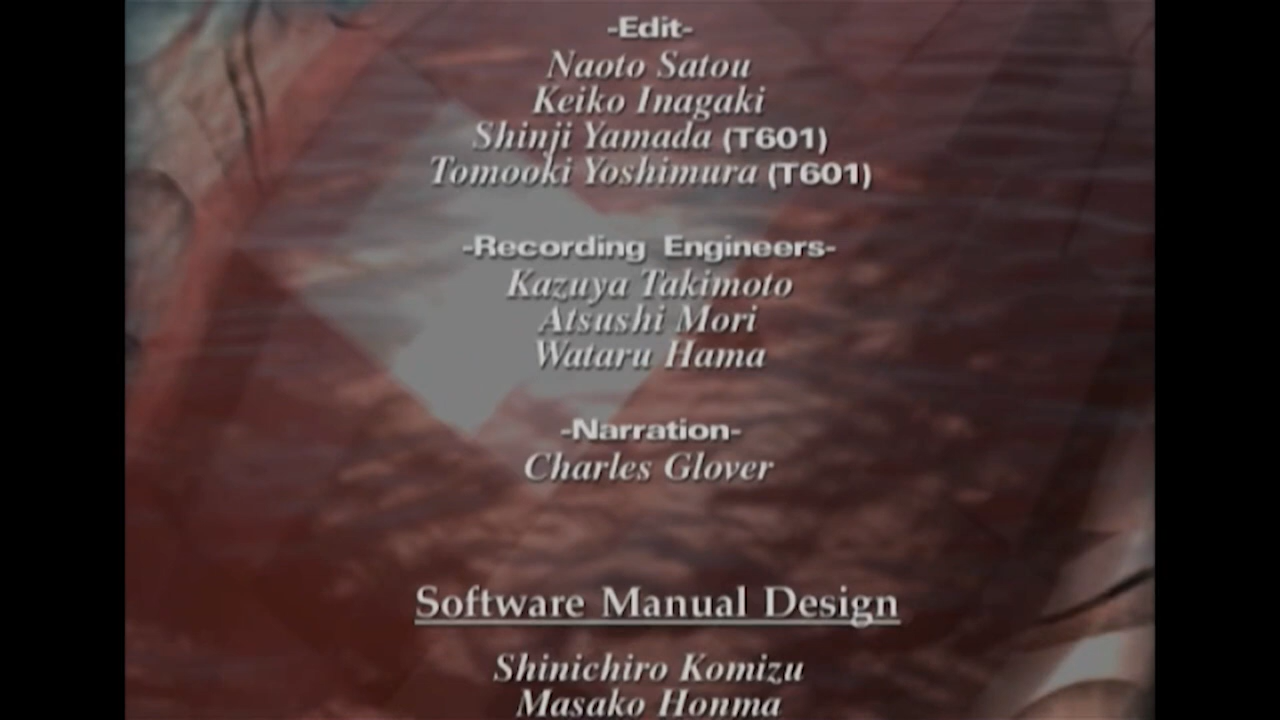 -Edit-
Naoto Satou
Keiko Inagaki
Shinji Yamada (T601)
Tomooki Yoshimura (T601)
-Recording Engineers-
Kazuya Takimoto
Atsushi Mori
Wataru Hama
-Narration-
Charles Glover
Software Manual Design
Shinichiro Komizu
Masako Honma